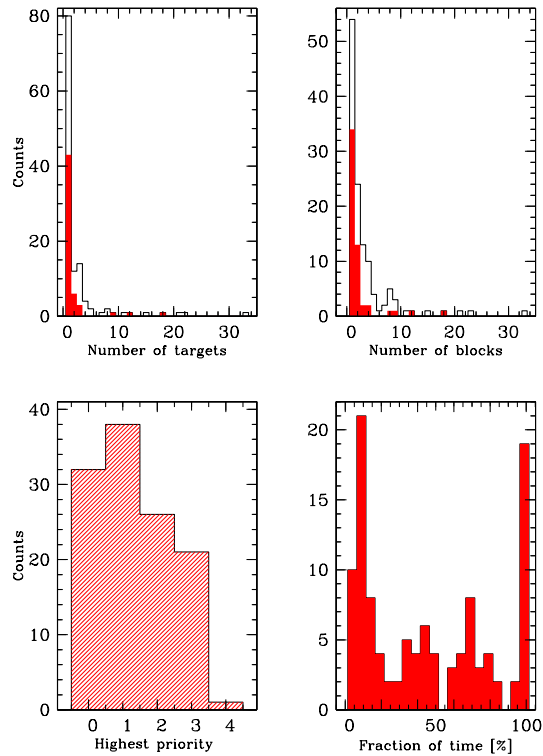 80
60
40
20
0
Counts
0 10 20 30
Number of targets
50
40
30
20
10
0
0 10 20 30
Number of blocks
40
30
20
10
0
Counts
0 1 2 3 4
Highest priority
20
15
10
5
0
0 50 100
Fraction of time [%]